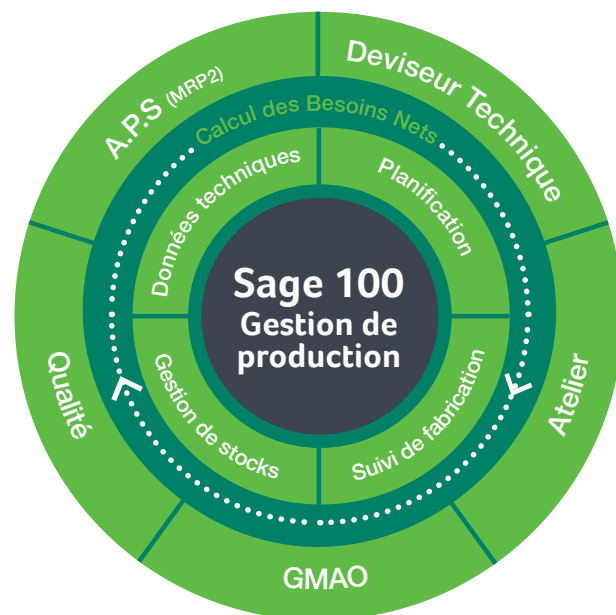 A.P.S (MRP2)
Deviseur Technique
Calcul des Besoins Nets
Données techniques
Planification
Sage 100
Gestion de
production
Qualité
Gestion de stocks
Suivi de fabrication
Atelier
GMAO